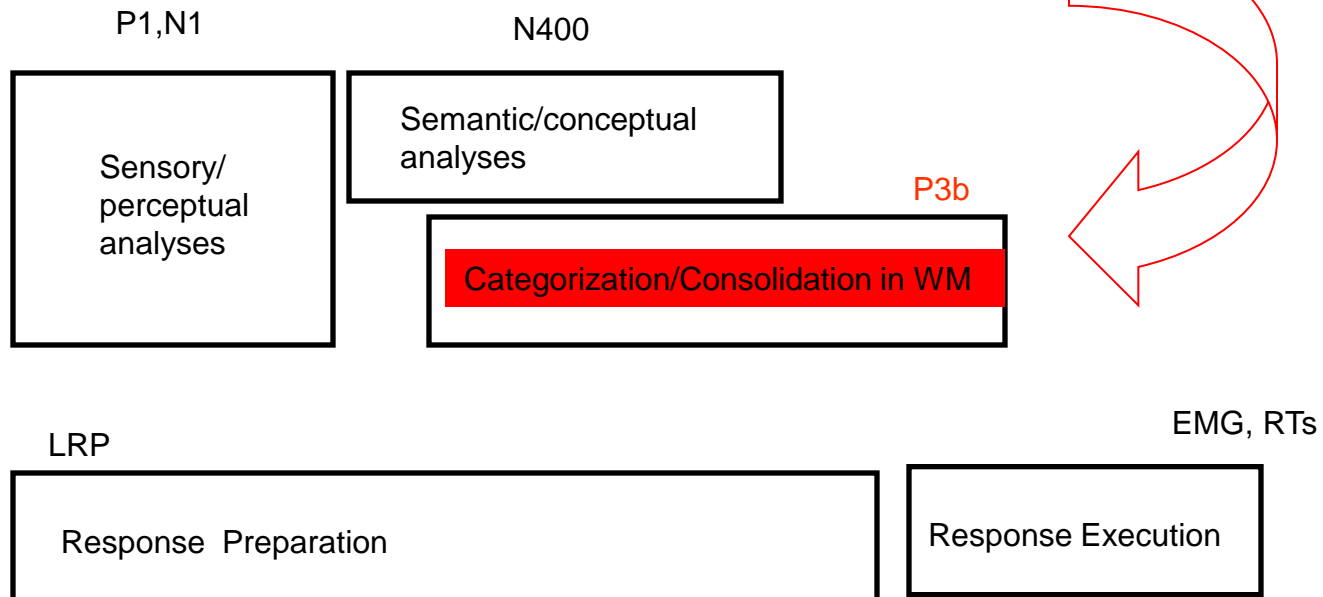 P1,N1
N400
Sensory/
perceptual
analyses
Semantic/conceptual
analyses
P3b
Categorization/Consolidation in WM
LRP
EMG, RTs
Response Preparation
Response Execution